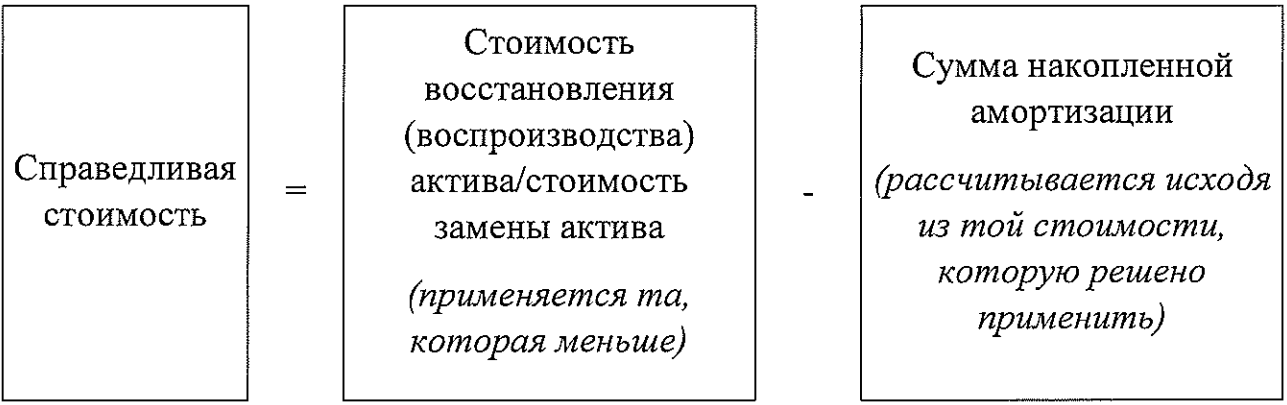 Справедливая
стоимость
=
Стоимость
восстановления
(воспроизводства)
актива/стоимость
замены актива
(применяется та,
которая меньше)
-
Сумма накопленной
амортизации
(рассчитывается исходя
из той стоимости,
которую решено
применить)